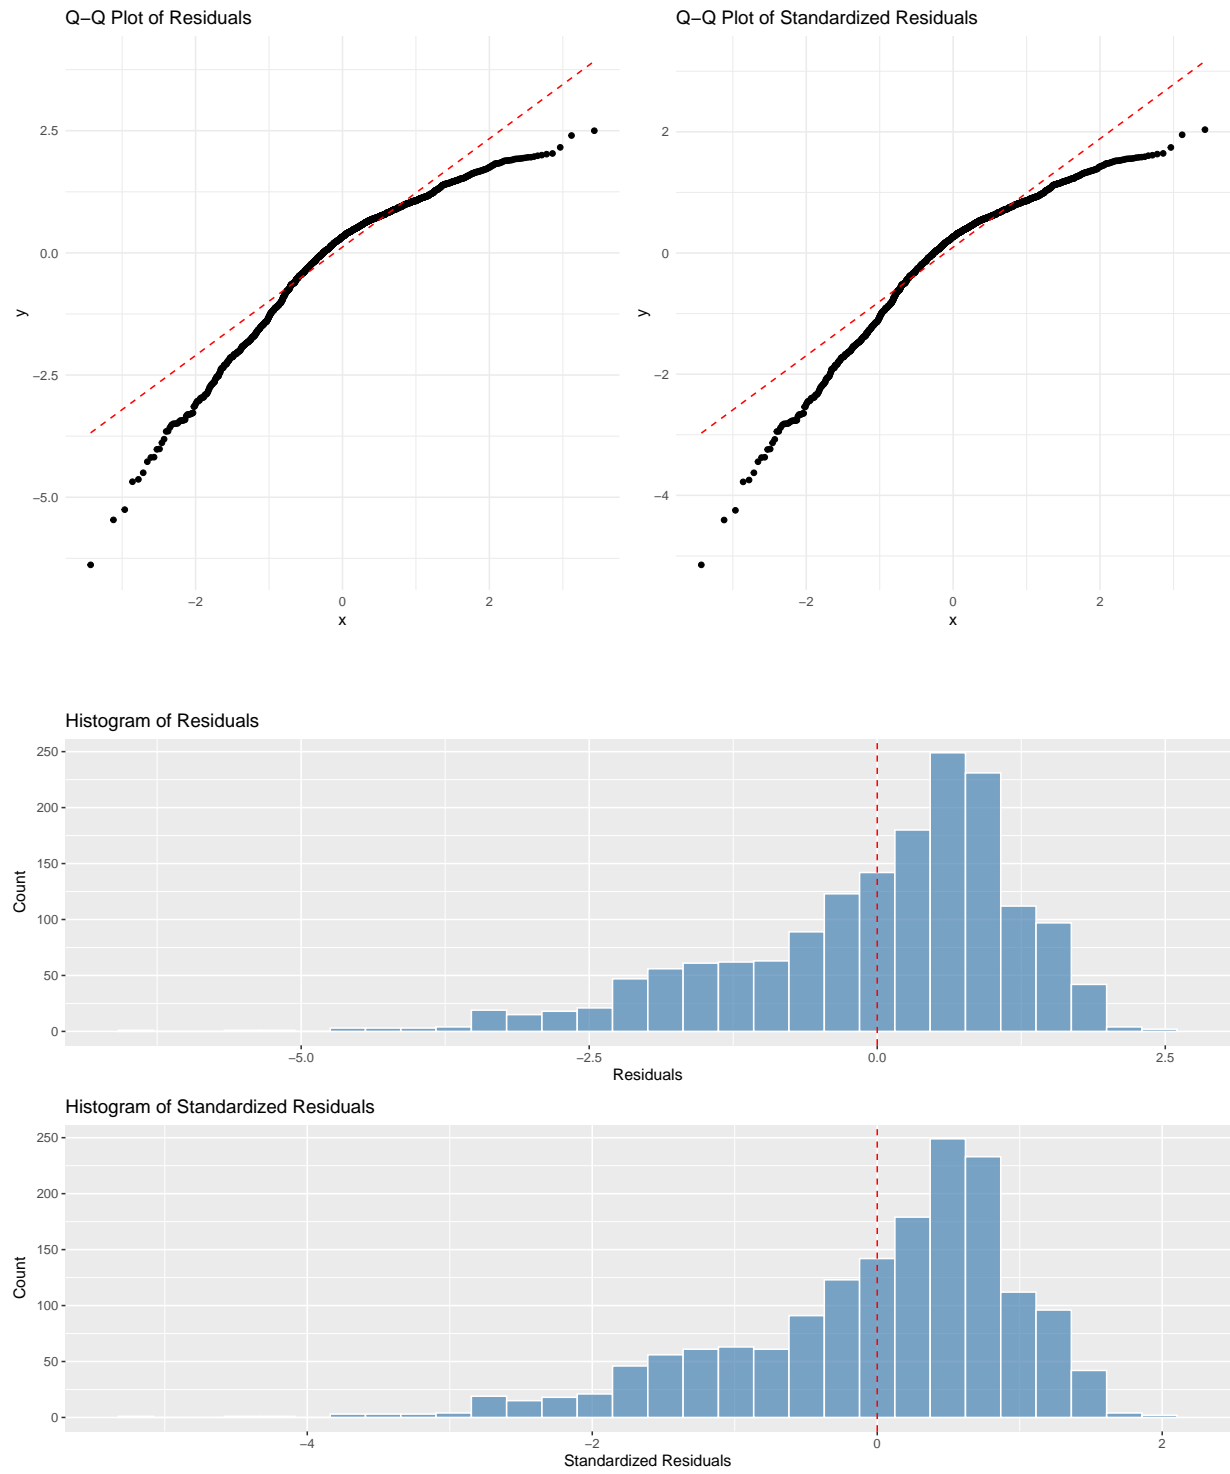 Q−Q Plot of Residuals
2.5
0.0
−2.5
−5.0
y
−2 0 2
x
Q−Q Plot of Standardized Residuals
2
0
−2
−4
y
−2 0 2
x
Histogram of Residuals
250
200
150
100
50
0
Count
−5.0 −2.5 0.0 2.5
Residuals
Histogram of Standardized Residuals
250
200
150
100
50
0
Count
−4 −2 0 2
Standardized Residuals